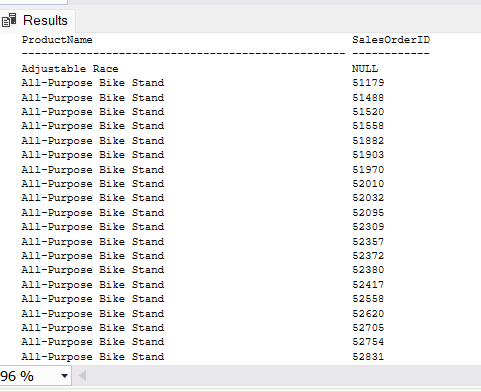 Results
ProductName                                        SalesOrderID
-------------------------------------------------- ------------
Adjustable Race                                    NULL
All-Purpose Bike Stand                             51179
All-Purpose Bike Stand                             51488
All-Purpose Bike Stand                             51520
All-Purpose Bike Stand                             51558
All-Purpose Bike Stand                             51882
All-Purpose Bike Stand                             51903
All-Purpose Bike Stand                             51970
All-Purpose Bike Stand                             52010
All-Purpose Bike Stand                             52032
All-Purpose Bike Stand                             52095
All-Purpose Bike Stand                             52309
All-Purpose Bike Stand                             52357
All-Purpose Bike Stand                             52372
All-Purpose Bike Stand                             52380
All-Purpose Bike Stand                             52417
All-Purpose Bike Stand                             52558
All-Purpose Bike Stand                             52620
All-Purpose Bike Stand                             52705
All-Purpose Bike Stand                             52754
All-Purpose Bike Stand                             52831
96 %